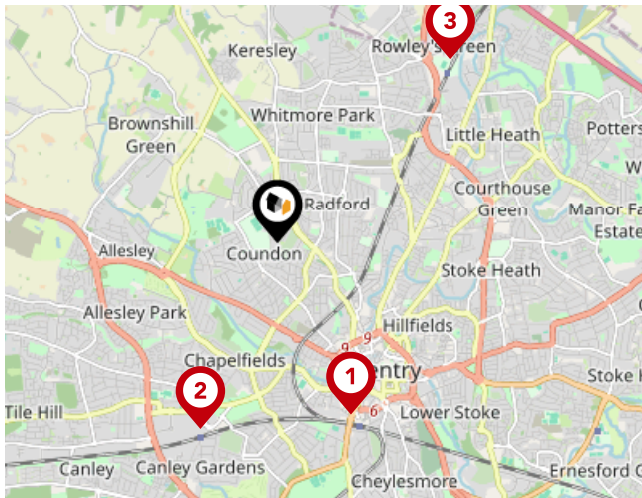 3
Keresley
Rowley's Green
Whitmore Park
Brownshill
Green
Little Heath
Potters
W
Courthouse
Green
Radford
Manor Fa
Estate
Allesley
Coundon
Stoke Heath
Allesley Park
Hillfields
9
9
Chapelfields
1
entry
Stoke H
2
Tile Hill
6
Lower Stoke
Canley
Canley Gardens
Cheylesmore
Ernesford G